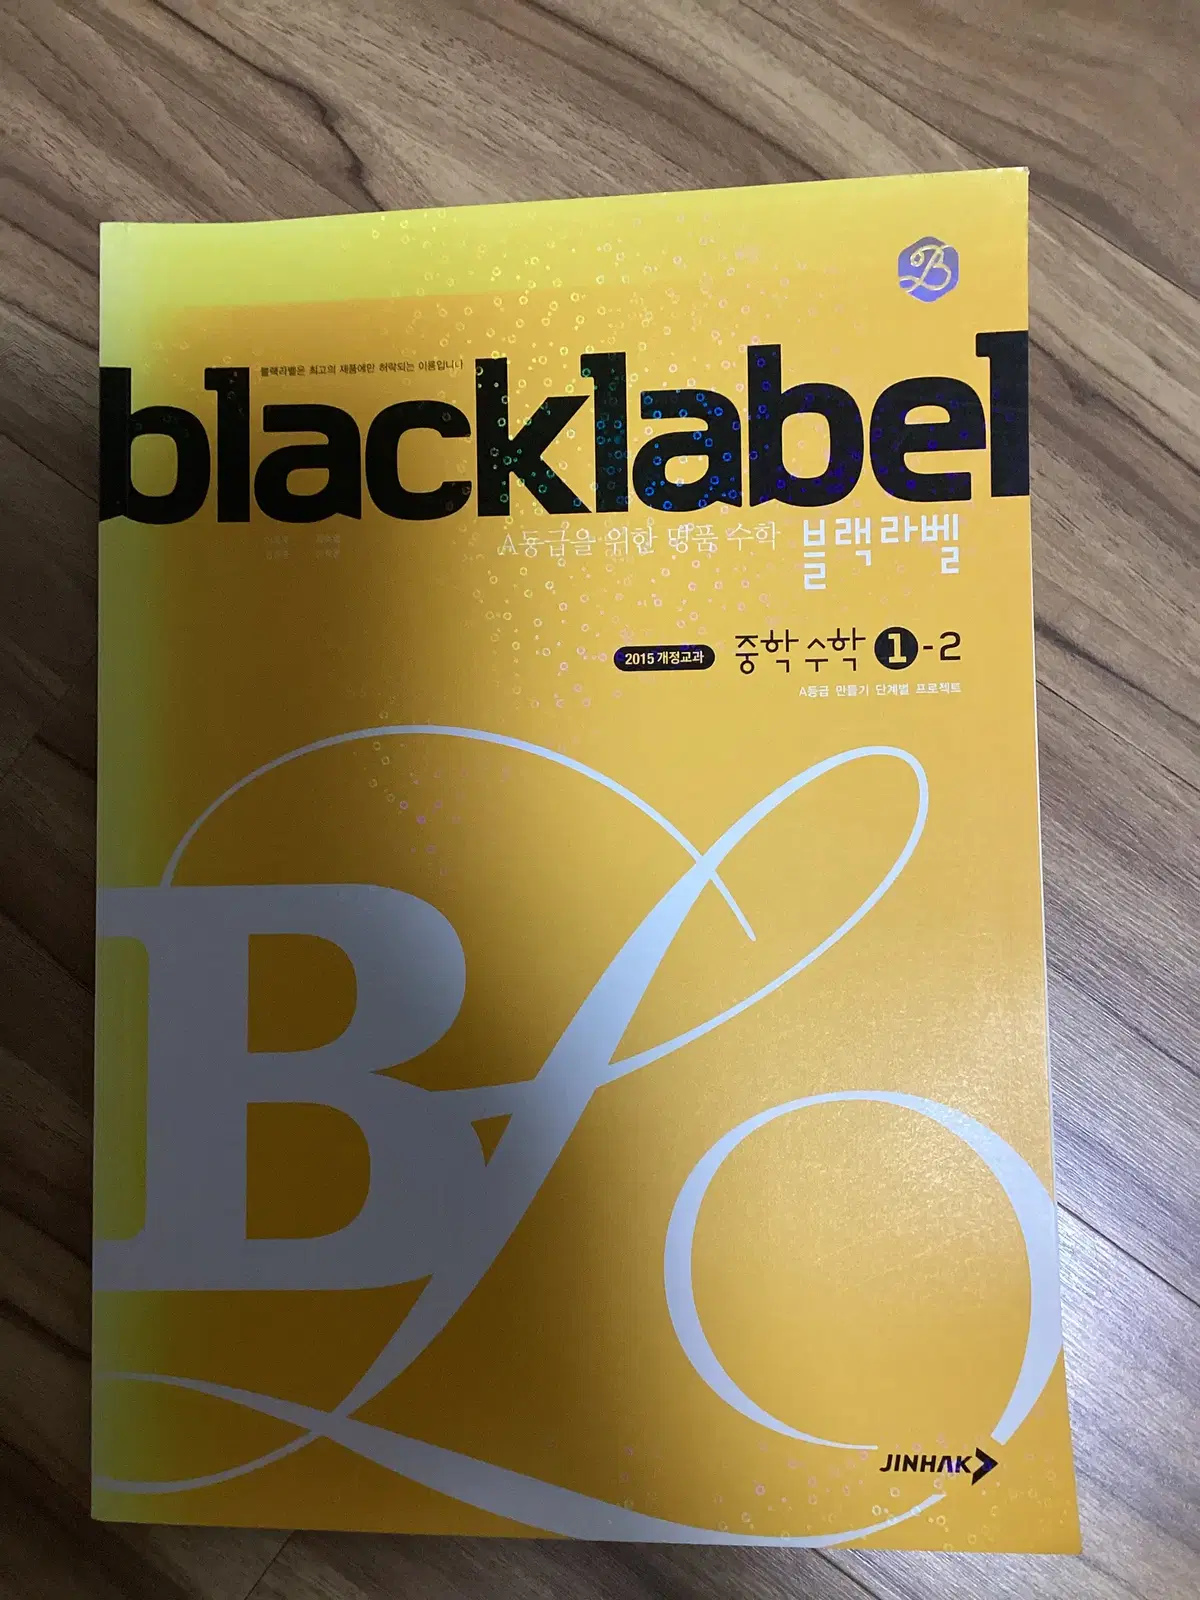 B
블랙라벨은 최고의 제품에만 허락되는 이름입니다
blacklabel
A등급을 위한 명품 수학 블랙라벨
2015 개정교과 중학 수학 1-2
A등급 만들기 단계별 프로젝트
B
JINHAK